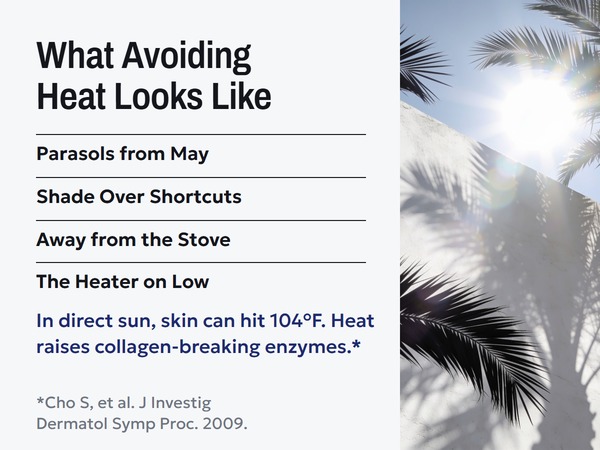 What Avoiding
Heat Looks Like
Parasols from May
Shade Over Shortcuts
Away from the Stove
The Heater on Low
In direct sun, skin can hit 104°F. Heat
raises collagen-breaking enzymes.*
*Cho S, et al. J Investig
Dermatol Symp Proc. 2009.